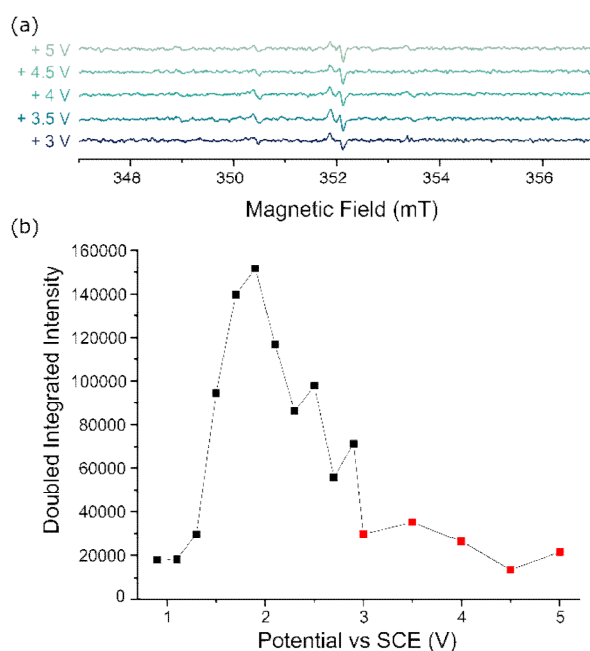 (a)
+ 5 V
+ 4.5 V
+ 4 V
+ 3.5 V
+ 3 V
348 350 352 354 356
Magnetic Field (mT)
(b)
160000
140000
120000
100000
80000
60000
40000
20000
0
Doubled Integrated Intensity
1 2 3 4 5
Potential vs SCE (V)